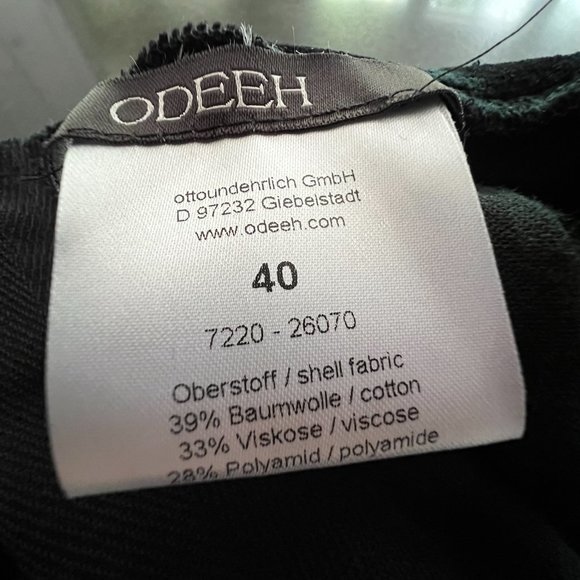 ODEEH
ottoundehrlich GmbH
D 97232 Giebelstadt
www.odeeh.com
40
7220 - 26070
Oberstoff / shell fabric
39% Baumwolle / cotton
33% Viskose / viscose
28% Polyamid / polyamide